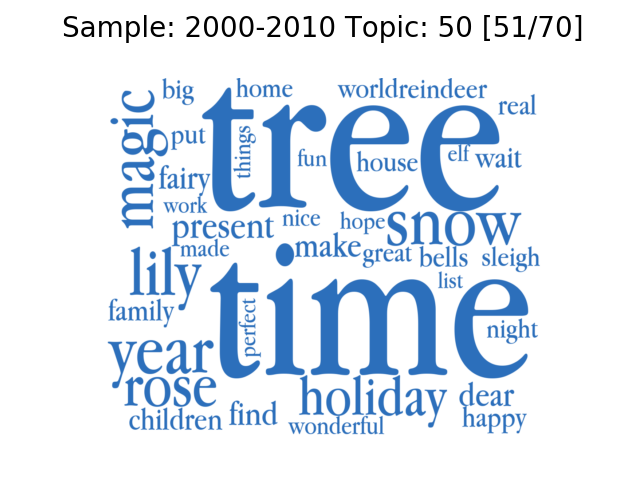 Sample: 2000-2010 Topic: 50 [51/70]
big
home
world
reindeer
real
magic
put
things
tree
fun
house
elf
wait
fairy
work
present
nice
hope
snow
made
make
great
bells
sleigh
lily
list
family
time
perfect
night
year
rose
holiday
dear
children
find
wonderful
happy